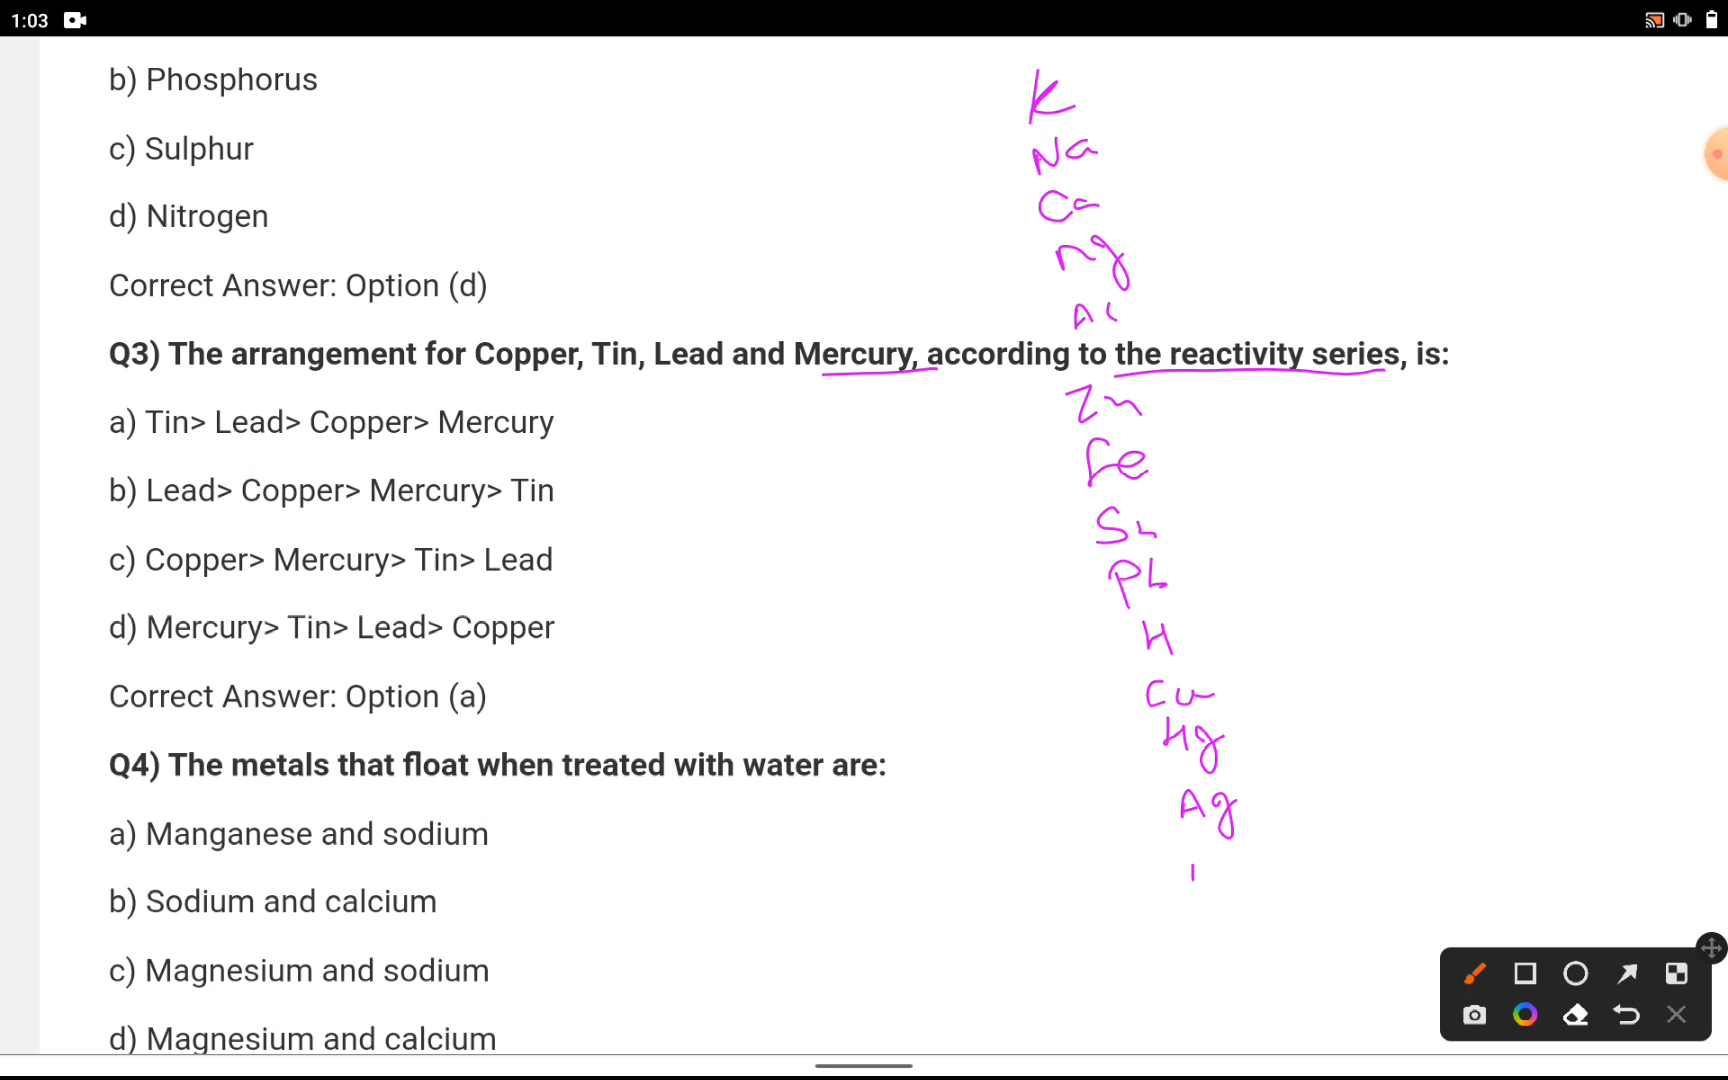 1:03
b) Phosphorus
K
Na
c) Sulphur
Ca
d) Nitrogen
Mg
Correct Answer: Option (d)
Al
Q3) The arrangement for Copper, Tin, Lead and Mercury, according to the reactivity series, is:
Zn
a) Tin> Lead> Copper> Mercury
Fe
b) Lead> Copper> Mercury> Tin
Sn
c) Copper> Mercury> Tin> Lead
Pb
d) Mercury> Tin> Lead> Copper
H
Correct Answer: Option (a)
Cu
Hg
Q4) The metals that float when treated with water are:
Ag
a) Manganese and sodium
b) Sodium and calcium
c) Magnesium and sodium
d) Magnesium and calcium